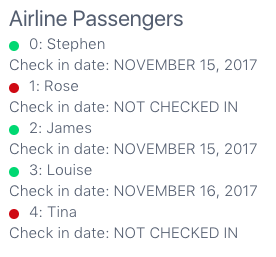 Airline Passengers
0: Stephen
Check in date: NOVEMBER 15, 2017
1: Rose
Check in date: NOT CHECKED IN
2: James
Check in date: NOVEMBER 15, 2017
3: Louise
Check in date: NOVEMBER 16, 2017
4: Tina
Check in date: NOT CHECKED IN